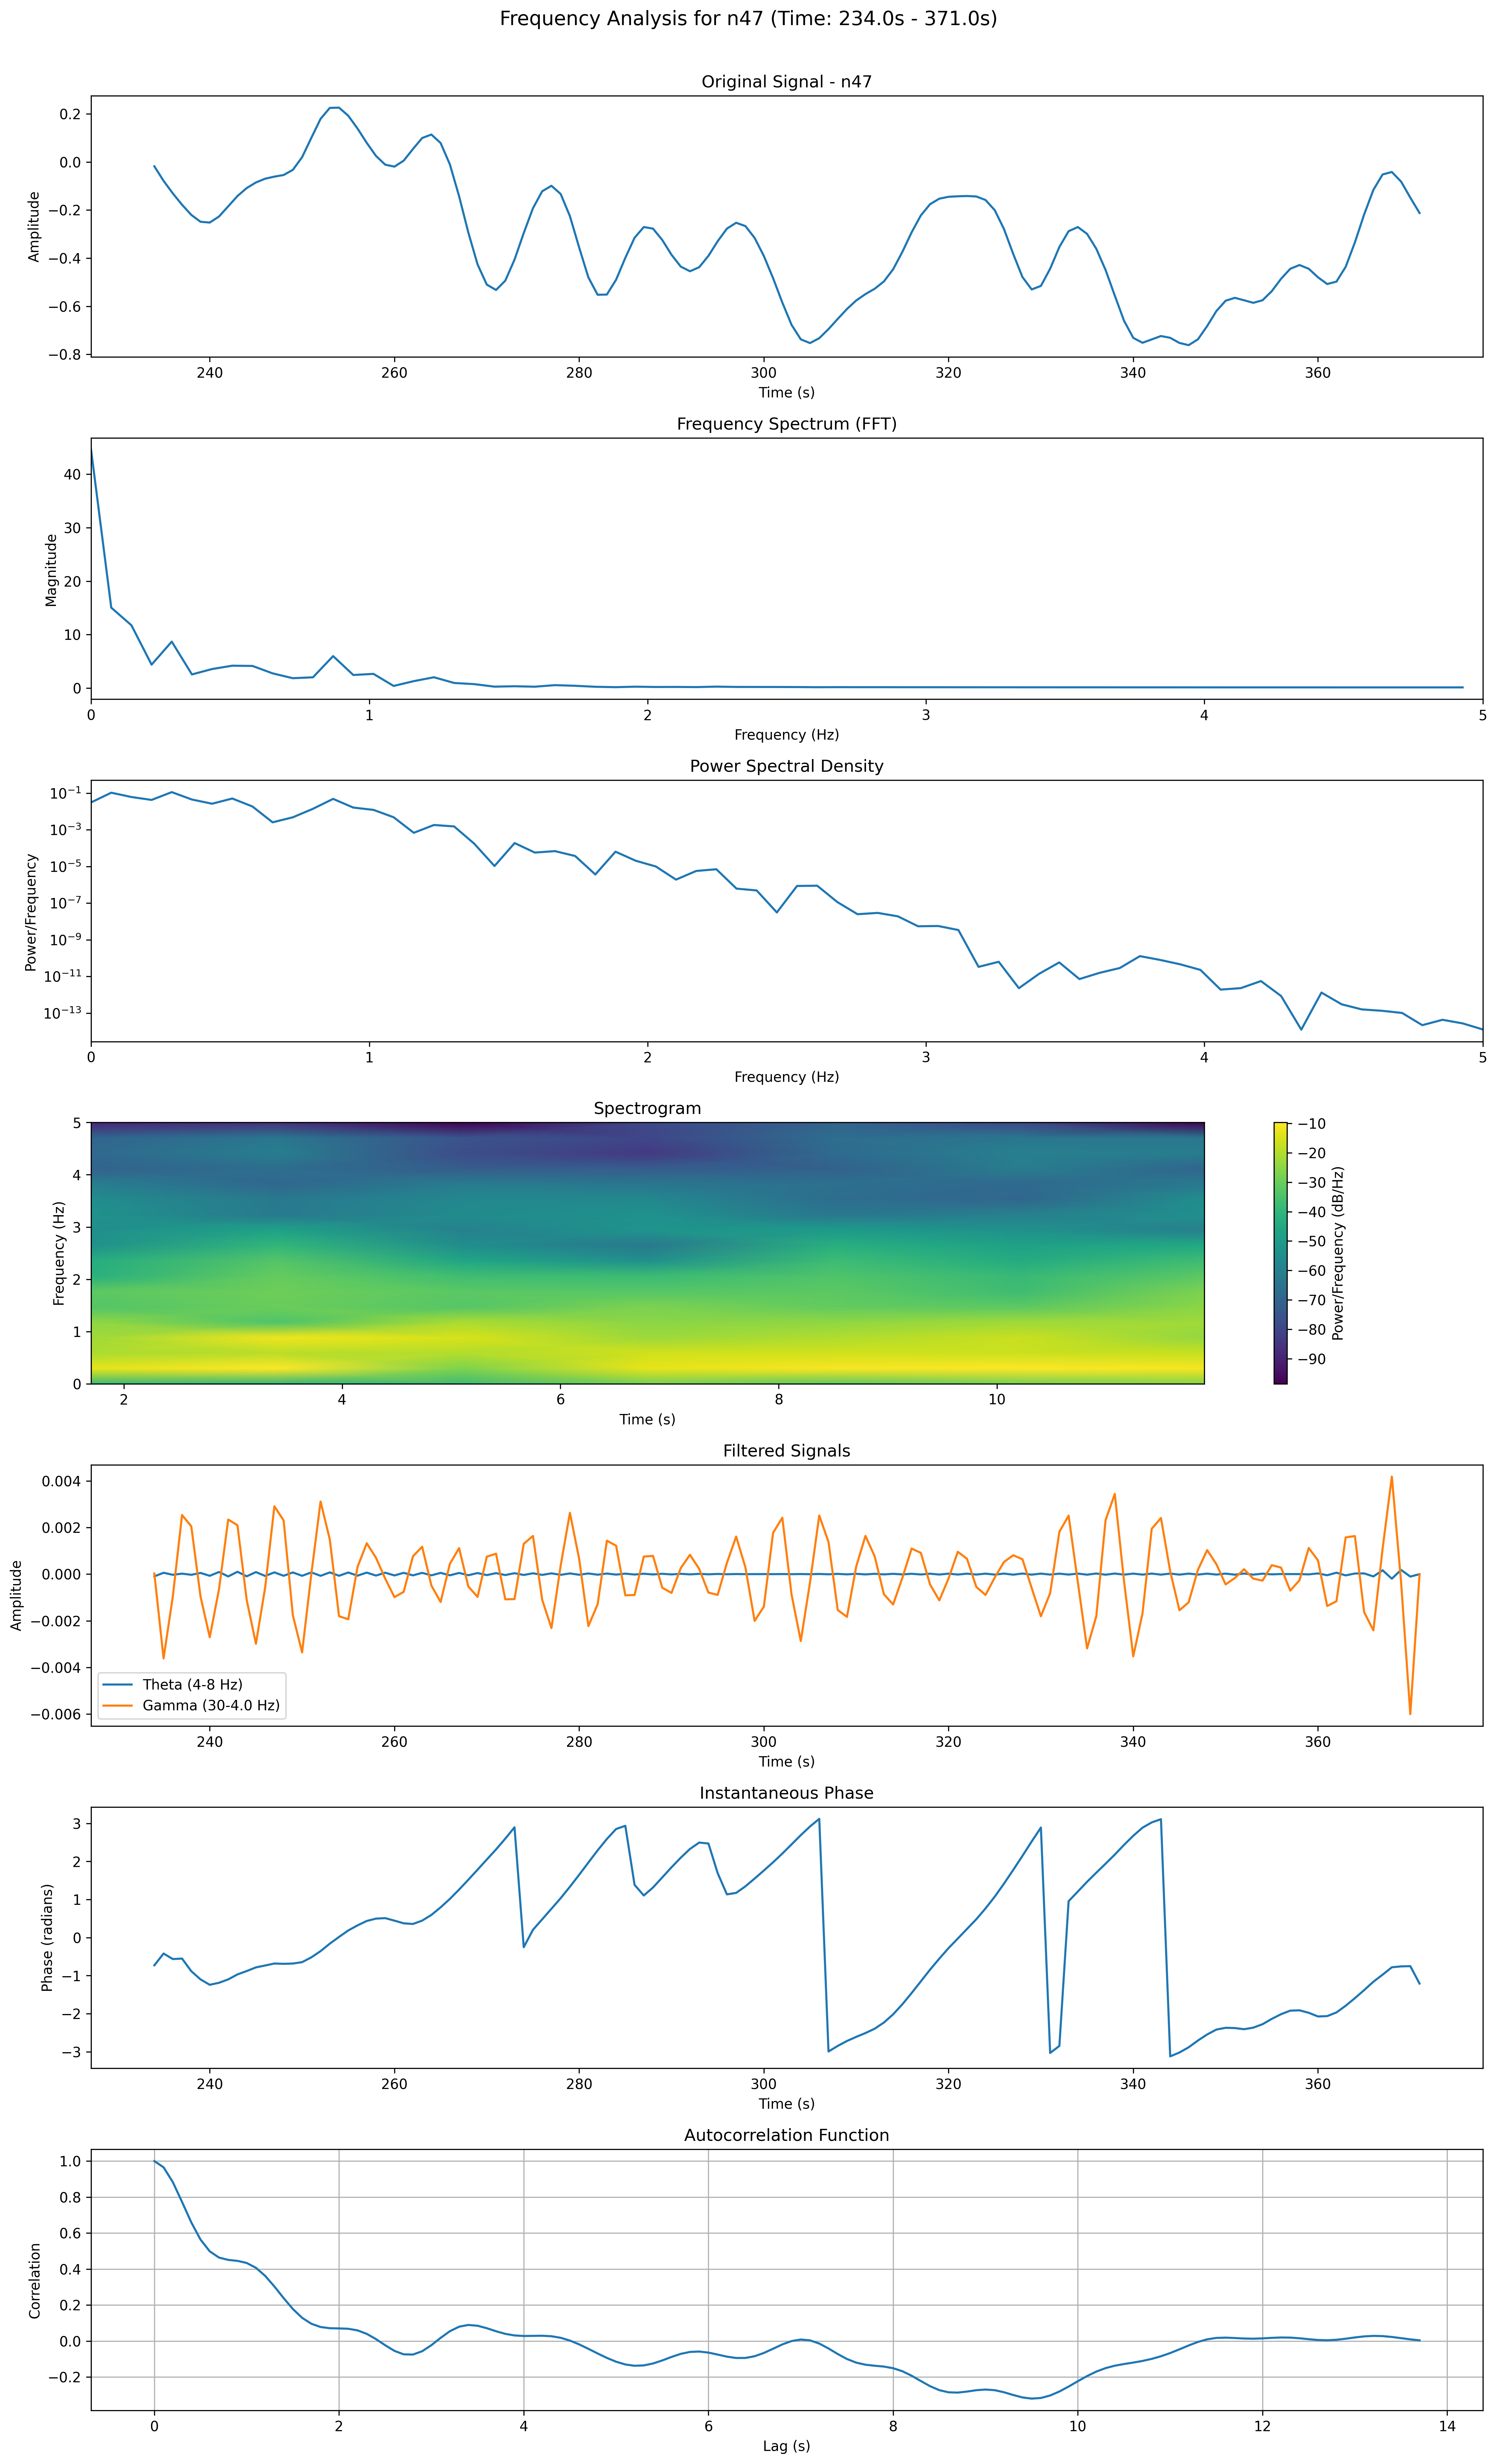 Frequency Analysis for n47 (Time: 234.0s - 371.0s)
Original Signal - n47
Amplitude
0.2
0.0
−0.2
−0.4
−0.6
−0.8
240 260 280 300 320 340 360
Time (s)
Frequency Spectrum (FFT)
Magnitude
40
30
20
10
0
0 1 2 3 4 5
Frequency (Hz)
Power Spectral Density
Power/Frequency
10⁻¹
10⁻³
10⁻⁵
10⁻⁷
10⁻⁹
10⁻¹¹
10⁻¹³
0 1 2 3 4 5
Frequency (Hz)
Spectrogram
Frequency (Hz)
5
4
3
2
1
0
2 4 6 8 10
Time (s)
−10
−20
−30
−40
−50
−60
−70
−80
−90
Power/Frequency (dB/Hz)
Filtered Signals
Amplitude
0.004
0.002
0.000
−0.002
−0.004
−0.006
Theta (4-8 Hz)
Gamma (30-4.0 Hz)
240 260 280 300 320 340 360
Time (s)
Instantaneous Phase
Phase (radians)
3
2
1
0
−1
−2
−3
240 260 280 300 320 340 360
Time (s)
Autocorrelation Function
Correlation
1.0
0.8
0.6
0.4
0.2
0.0
−0.2
0 2 4 6 8 10 12 14
Lag (s)